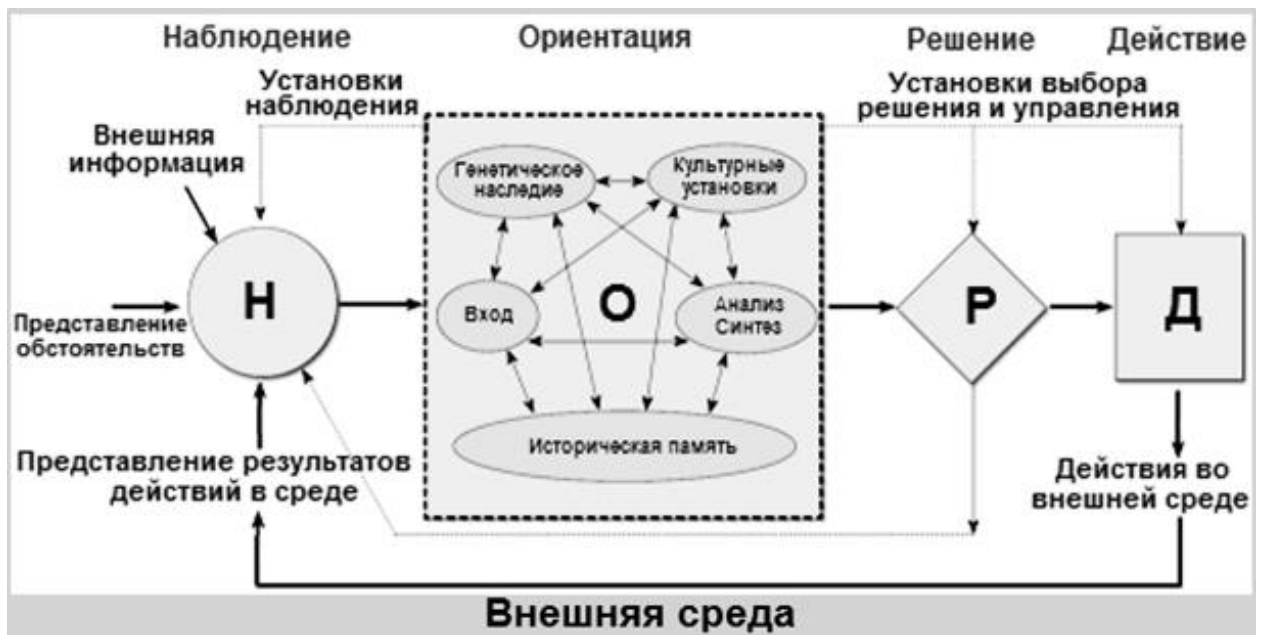 Наблюдение
Ориентация
Решение
Действие
Установки
наблюдения
Установки выбора
решения и управления
Внешняя
информация
Генетическое
наследие
Культурные
установки
Н
Вход
О
Анализ
Синтез
Р
Д
Представление
обстоятельств
Историческая память
Представление результатов
действий в среде
Действия во
внешней среде
Внешняя среда